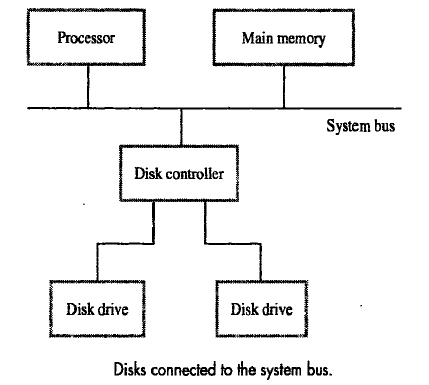 Processor
Main memory
System bus
Disk controller
Disk drive
Disk drive
Disks connected to the system bus.